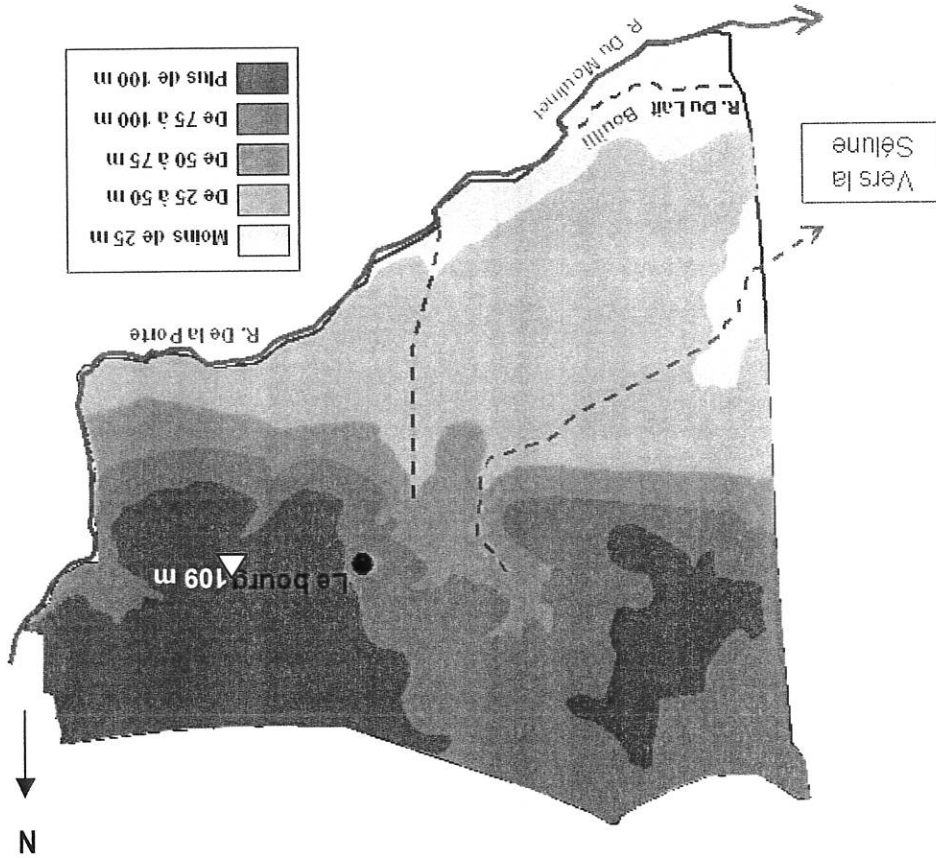 N
Le bourg
109 m
R. De la Porte
Vers la
Sélune
R. Du Lait Bouilli
R. Du Moulinet
Moins de 25 m
De 25 à 50 m
De 50 à 75 m
De 75 à 100 m
Plus de 100 m